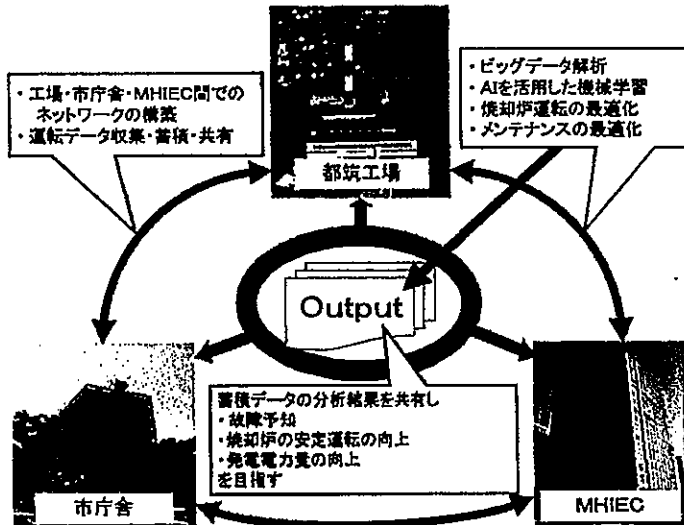 ・工場・市庁舎・MHIEC間での
ネットワークの構築
・運転データ収集・蓄積・共有
・ビッグデータ解析
・AIを活用した機械学習
・焼却炉運転の最適化
・メンテナンスの最適化
都筑工場
Output
蓄積データの分析結果を共有し
・故障予知
・焼却炉の安定運転の向上
・発電電力量の向上
を目指す
市庁舎
MHIEC